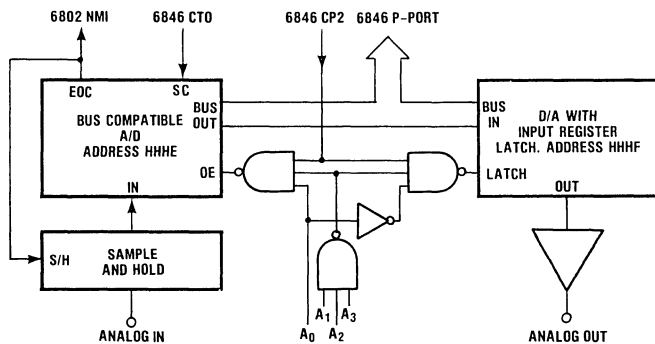 6802 NMI
6846 CTO
6846 CP2
6846 P-PORT
EOC
SC
BUS
OUT
BUS COMPATIBLE
A/D
ADDRESS HHHE
OE
IN
BUS
IN
D/A WITH
INPUT REGISTER
LATCH. ADDRESS HHHF
LATCH
OUT
S/H
SAMPLE
AND HOLD
ANALOG IN
A0
A1
A2
A3
ANALOG OUT